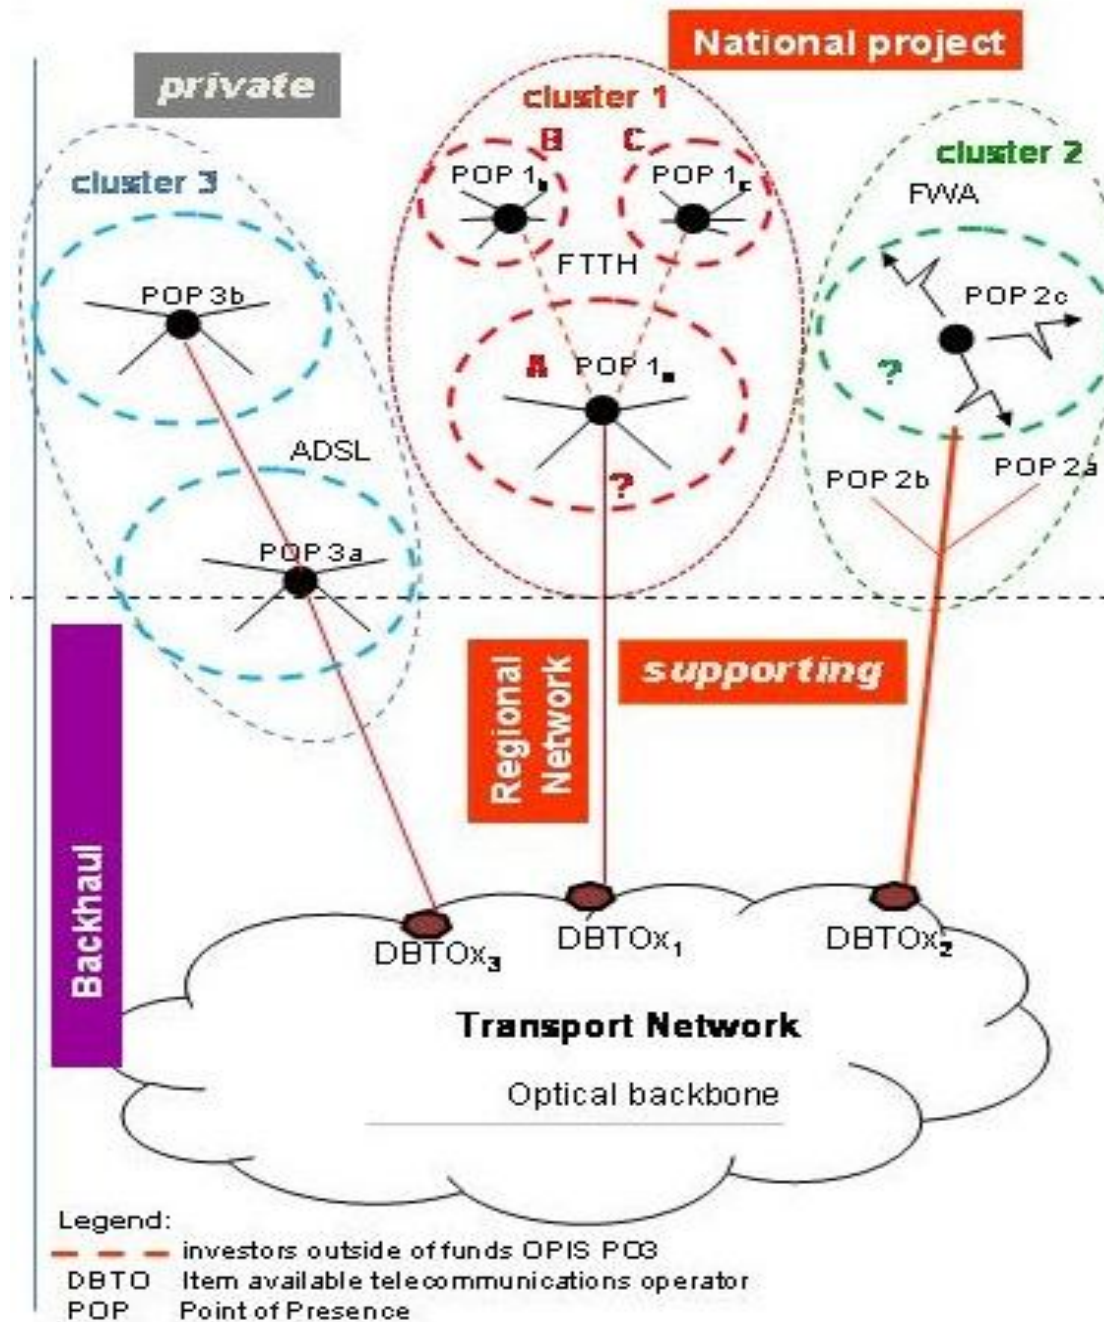 National project
private
cluster 1
cluster 2
cluster 3
B
C
POP 1
POP 1c
FWA
FTTH
POP 3b
POP 2c
A
POP 1
?
?
ADSL
POP 2b
POP 2a
POP 3a
Regional
Network
supporting
Backhaul
DBTOx3
DBTOx1
DBTOx2
Transport Network
Optical backbone
Legend:
investors outside of funds OPIS PO3
DBTO Item available telecommunications operator
POP Point of Presence